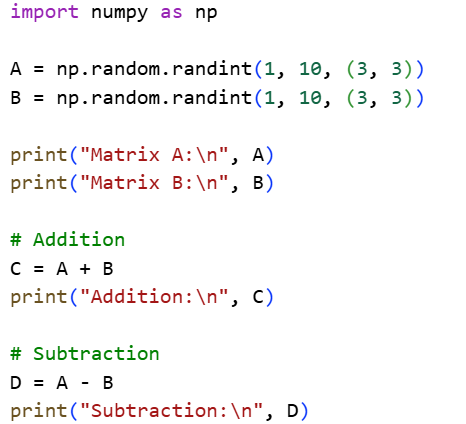 import numpy as np
A = np.random.randint(1, 10, (3, 3))
B = np.random.randint(1, 10, (3, 3))
print("Matrix A:\n", A)
print("Matrix B:\n", B)
# Addition
C = A + B
print("Addition:\n", C)
# Subtraction
D = A - B
print("Subtraction:\n", D)